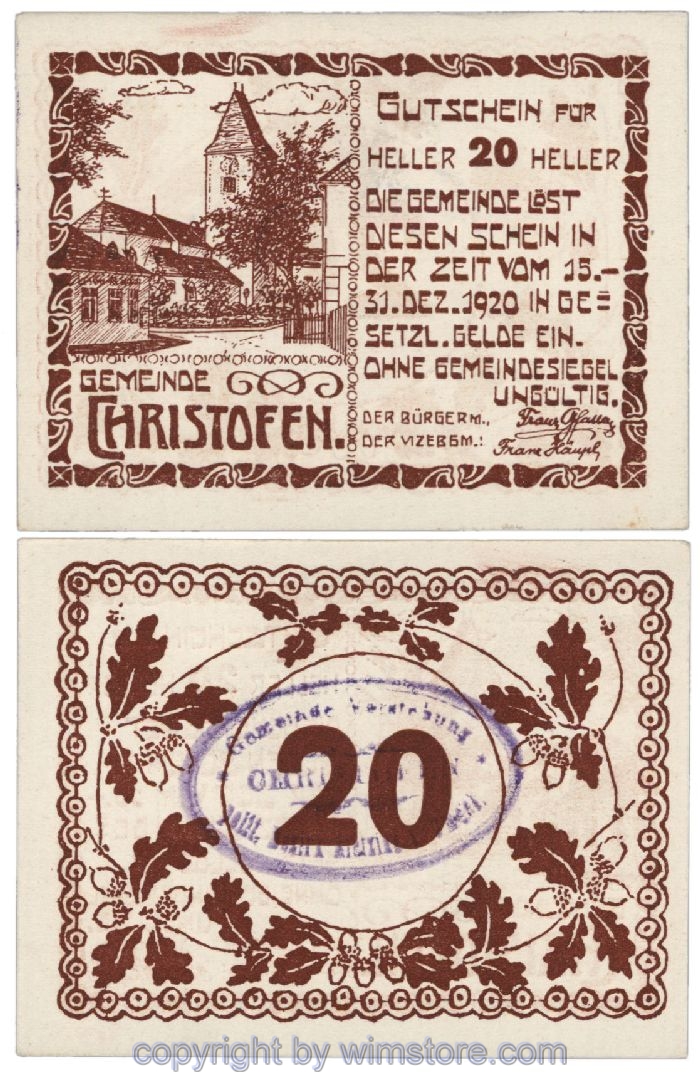 GUTSCHEIN FÜR
HELLER 20 HELLER
DIE GEMEINDE LÖST
DIESEN SCHEIN IN
DER ZEIT VOM 15.–
31. DEZ. 1920 IN GE=
SETZL. GELDE EIN.
OHNE GEMEINDESIEGEL
UNGÜLTIG.
GEMEINDE
CHRISTOFEN.
DER BÜRGERM.,
DER VIZEBGM.: Franz
Gemeinde Vorstehung
20
copyright by wimstore.com